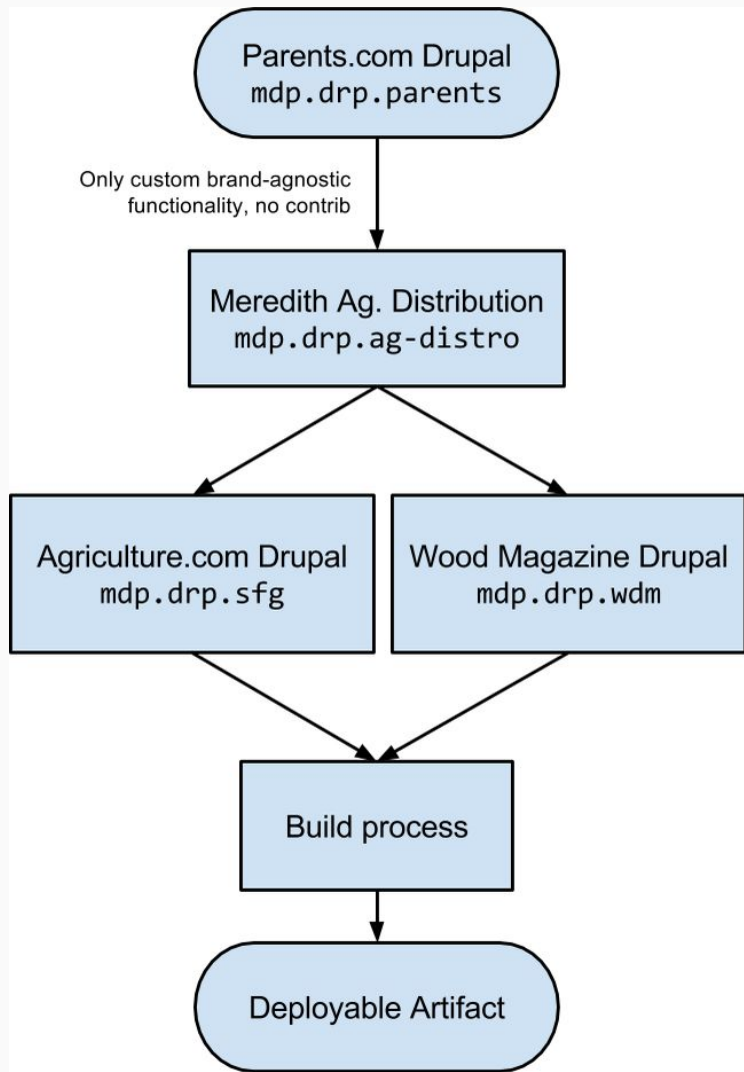 Parents.com Drupal
mdp.drp.parents
Only custom brand-agnostic
functionality, no contrib
Meredith Ag. Distribution
mdp.drp.ag-distro
Agriculture.com Drupal
mdp.drp.sfg
Wood Magazine Drupal
mdp.drp.wdm
Build process
Deployable Artifact